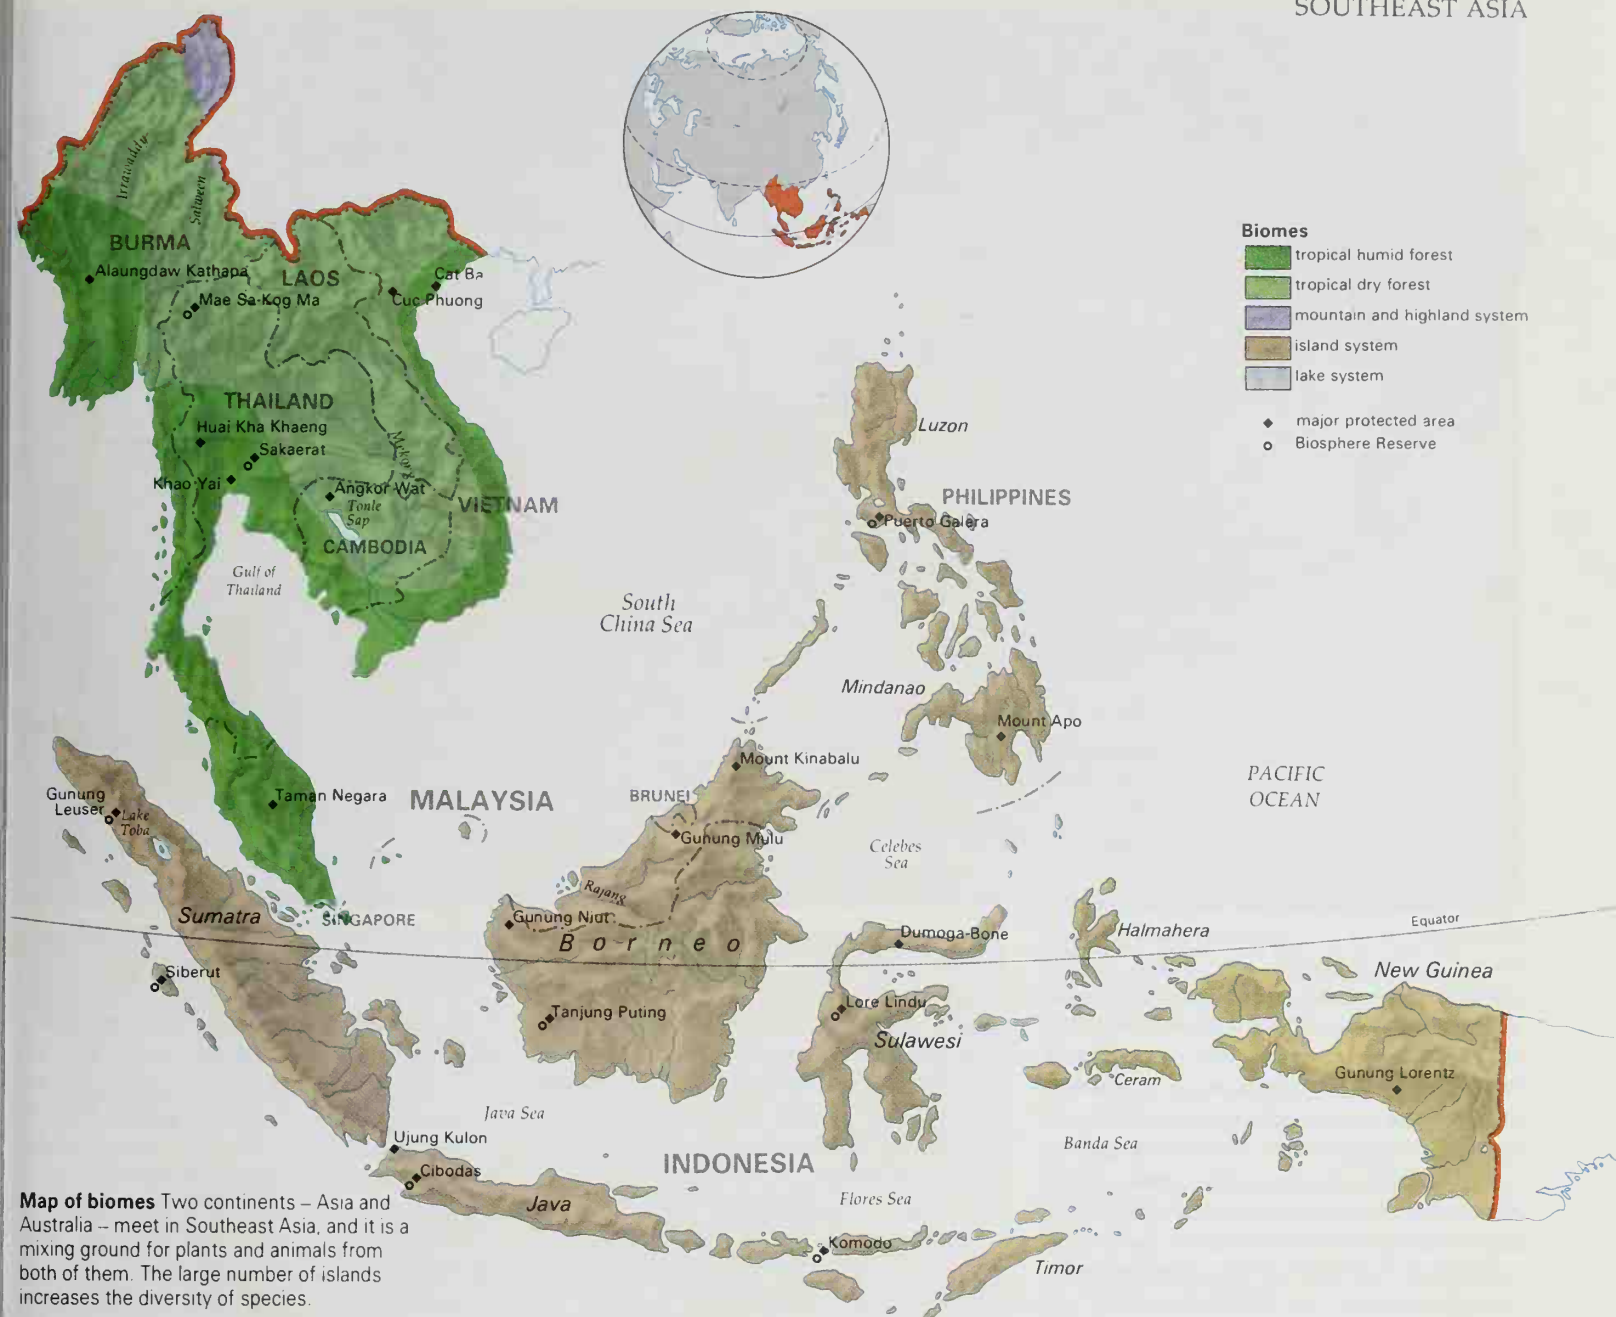 SOUTHEAST ASIA
Biomes
tropical humid forest
tropical dry forest
mountain and highland system
island system
lake system
major protected area
Biosphere Reserve
Irrawaddy
Salween
BURMA
Alaungdaw Kathapa
LAOS
Mae Sa-Kog Ma
Cat Ba
Cuc Phuong
THAILAND
Huai Kha Khaeng
Sakaerat
Khao Yai
Mekong
Angkor Wat
Tonle
Sap
VIETNAM
CAMBODIA
Gulf of
Thailand
South
China Sea
Luzon
PHILIPPINES
Puerto Galera
Mindanao
Mount Apo
Mount Kinabalu
PACIFIC
OCEAN
Gunung
Leuser
Lake
Toba
Taman Negara
MALAYSIA
BRUNEI
Gunung Mulu
Celebes
Sea
Rajang
Sumatra
SINGAPORE
Gunung Niut
Borneo
Dumoga-Bone
Halmahera
Equator
Siberut
New Guinea
Tanjung Puting
Lore Lindu
Sulawesi
Ceram
Gunung Lorentz
Java Sea
Banda Sea
Ujung Kulon
INDONESIA
Cibodas
Java
Flores Sea
Komodo
Timor
Map of biomes Two continents – Asia and
Australia – meet in Southeast Asia, and it is a
mixing ground for plants and animals from
both of them. The large number of islands
increases the diversity of species.